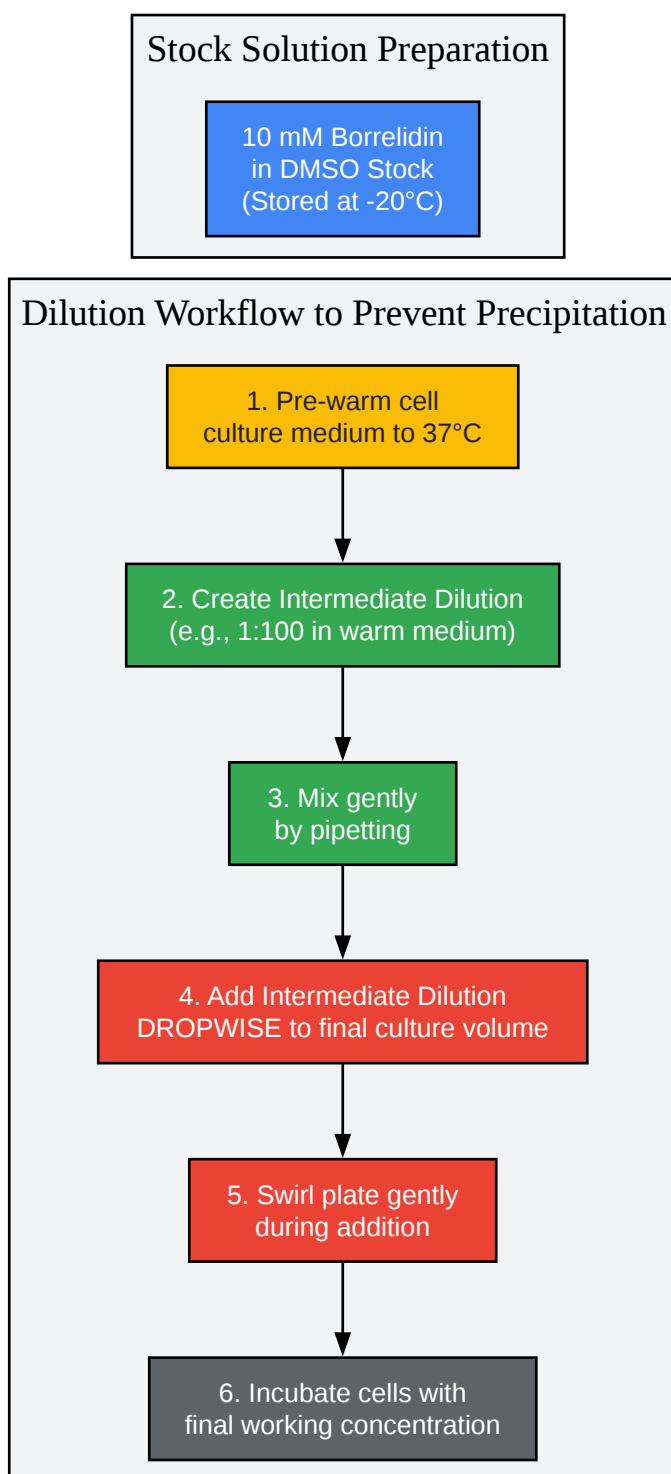 Stock Solution Preparation
10 mM Borrelidin
in DMSO Stock
(Stored at -20°C)
Dilution Workflow to Prevent Precipitation
1. Pre-warm cell
culture medium to 37°C
2. Create Intermediate Dilution
(e.g., 1:100 in warm medium)
3. Mix gently
by pipetting
4. Add Intermediate Dilution
DROPWISE to final culture volume
5. Swirl plate gently
during addition
6. Incubate cells with
final working concentration